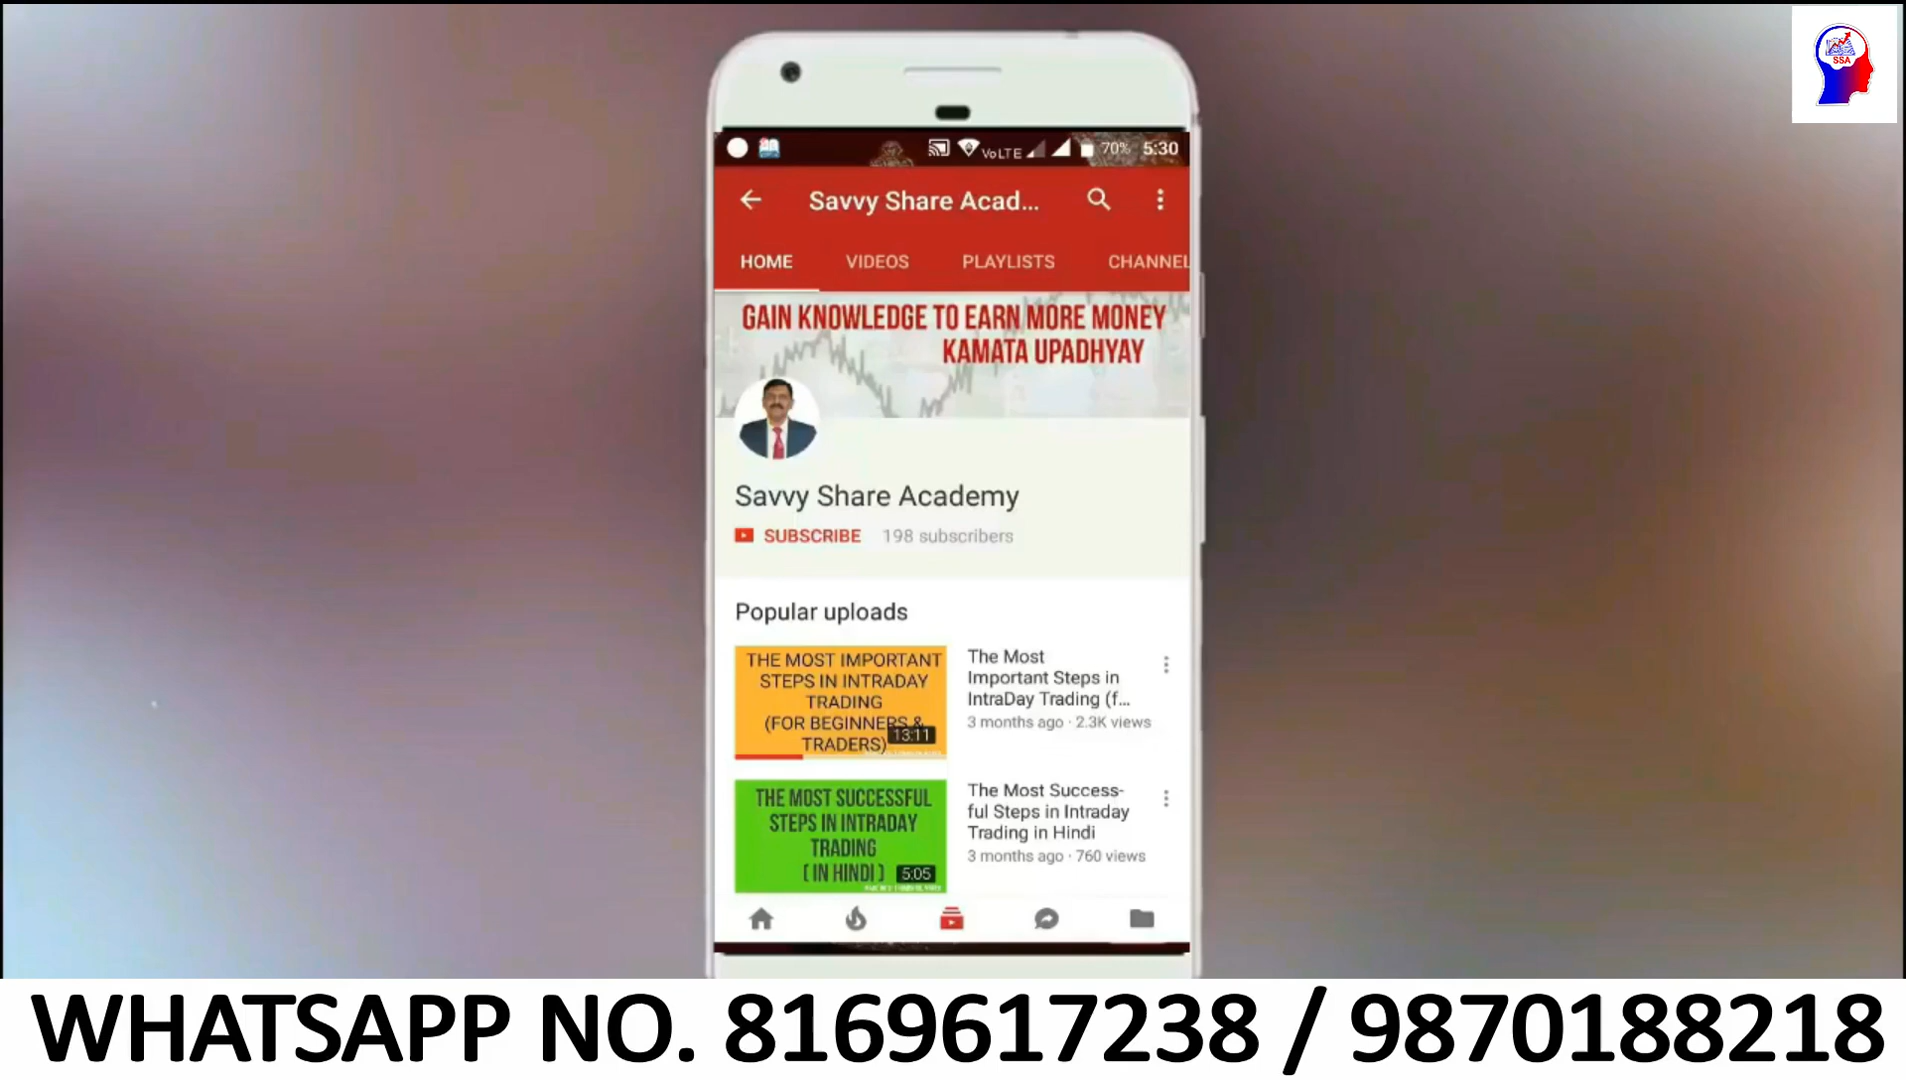 SSA
VoLTE 70% 5:30
Savvy Share Acad...
HOME VIDEOS PLAYLISTS CHANNEL
GAIN KNOWLEDGE TO EARN MORE MONEY
KAMATA UPADHYAY
Savvy Share Academy
SUBSCRIBE 198 subscribers
Popular uploads
THE MOST IMPORTANT
STEPS IN INTRADAY
TRADING
(FOR BEGINNERS &
TRADERS)
13:11
The Most
Important Steps in
IntraDay Trading (f...
3 months ago · 2.3K views
THE MOST SUCCESSFUL
STEPS IN INTRADAY
TRADING
( IN HINDI )
5:05
The Most Success-
ful Steps in Intraday
Trading in Hindi
3 months ago · 760 views
WHATSAPP NO. 8169617238 / 9870188218